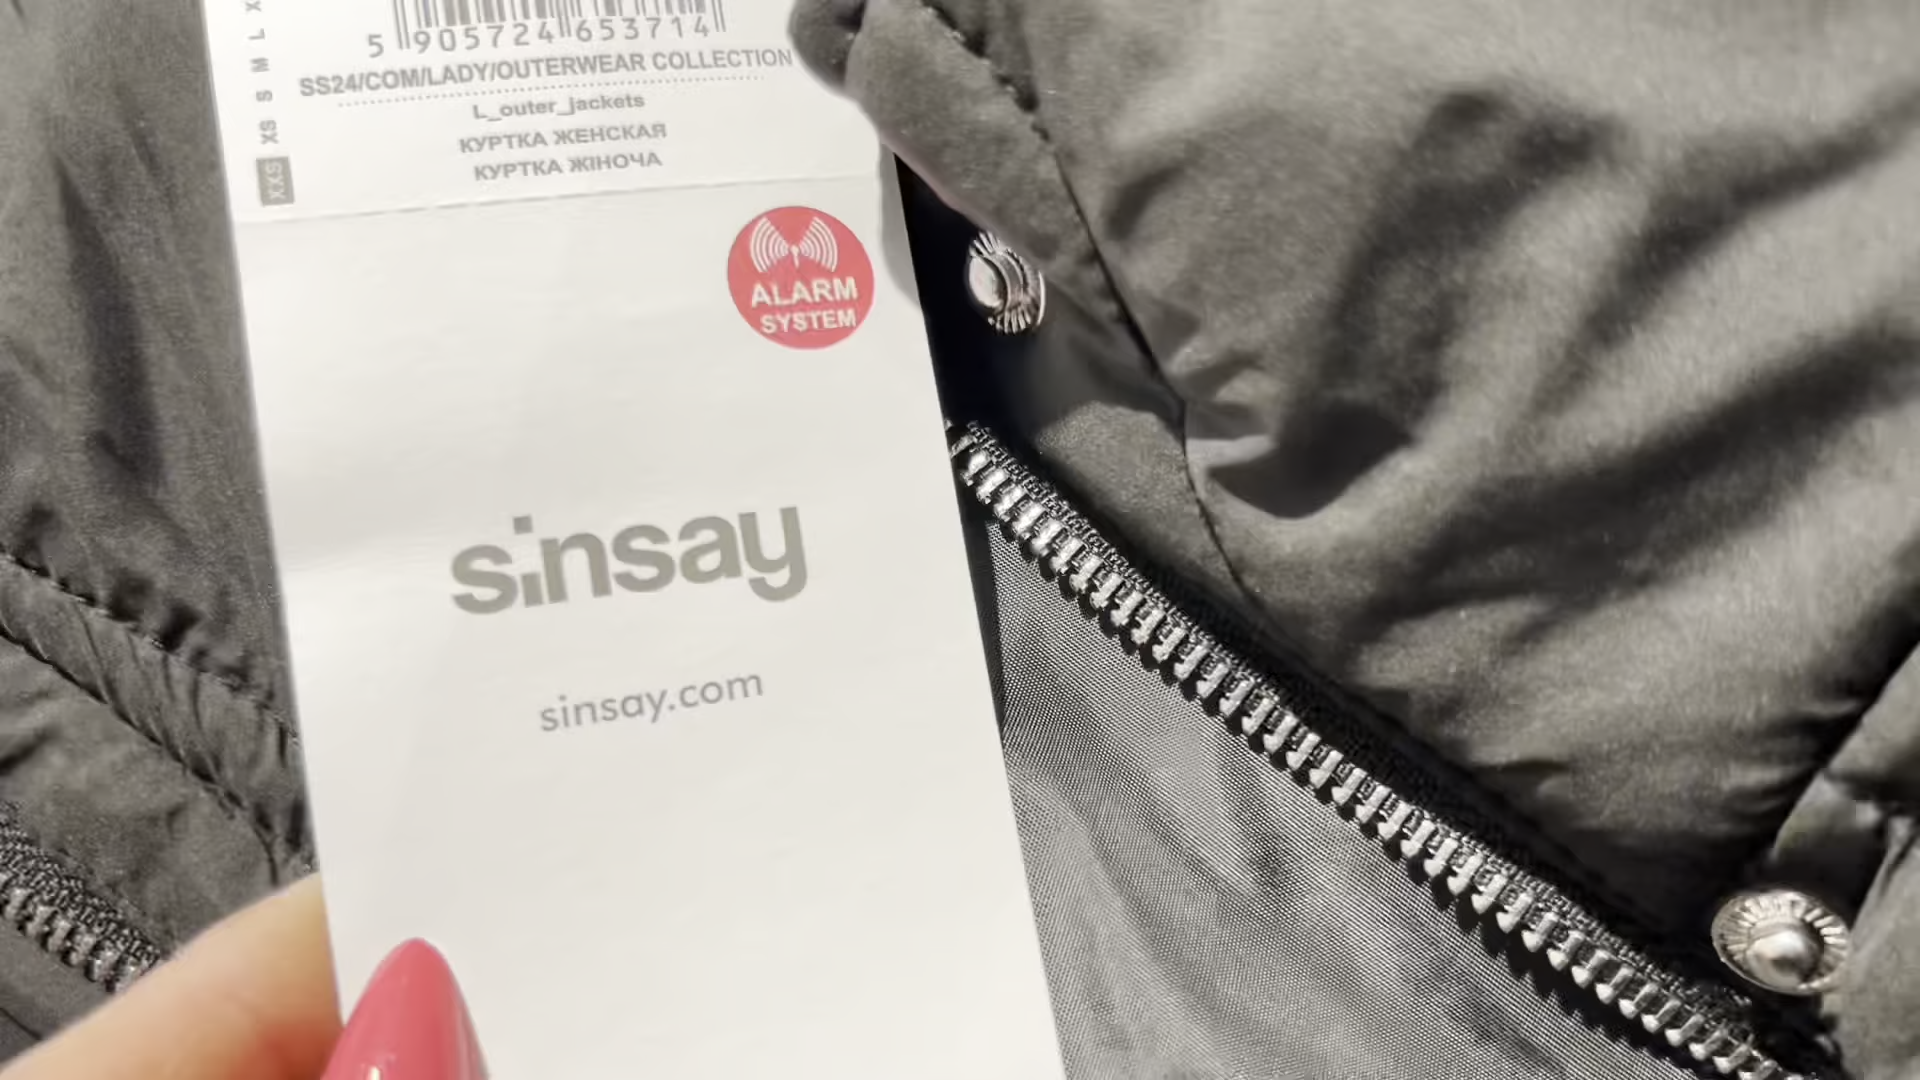 5 905724 653714
SS24/COM/LADY/OUTERWEAR COLLECTION
L_outer_jackets
КУРТКА ЖЕНСКАЯ
КУРТКА ЖІНОЧА
XXS XS S M L X
ALARM
SYSTEM
sinsay
sinsay.com